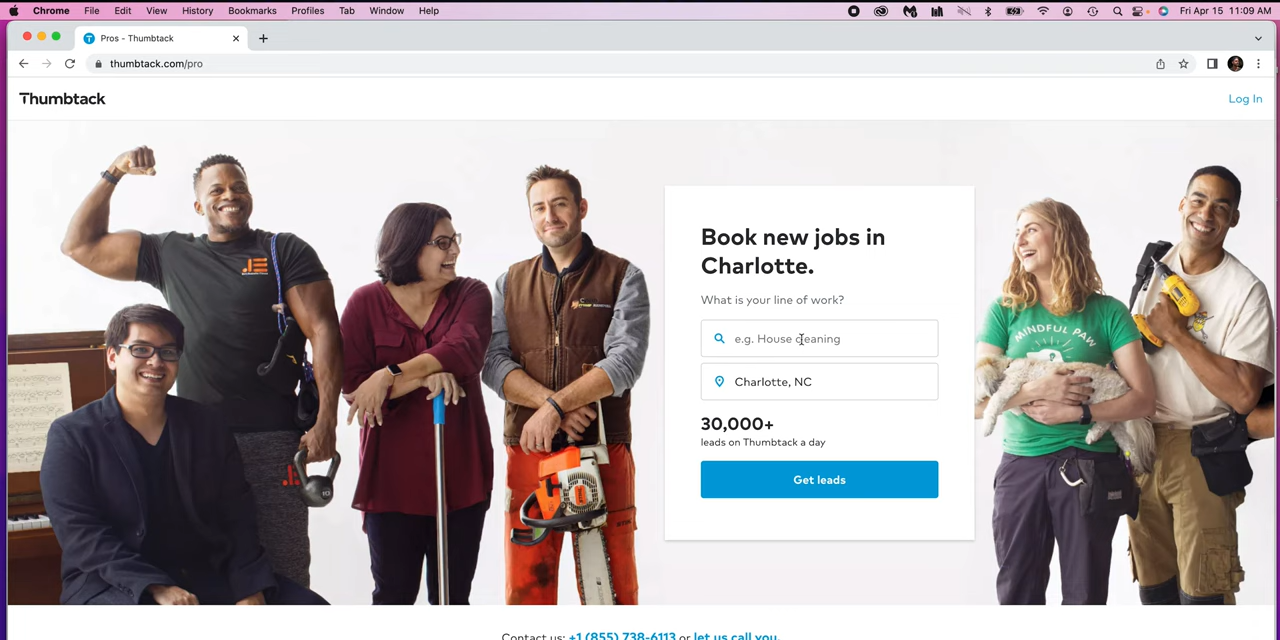 Chrome File Edit View History Bookmarks Profiles Tab Window Help Fri Apr 15 11:09 AM
Pros - Thumbtack
thumbtack.com/pro
Thumbtack
Log In
Book new jobs in
Charlotte.
What is your line of work?
e.g. House cleaning
Charlotte, NC
30,000+
leads on Thumbtack a day
Get leads
MINDFUL PAW
JE
STIHL
Contact us: +1 (855) 738-6113 or let us call you.